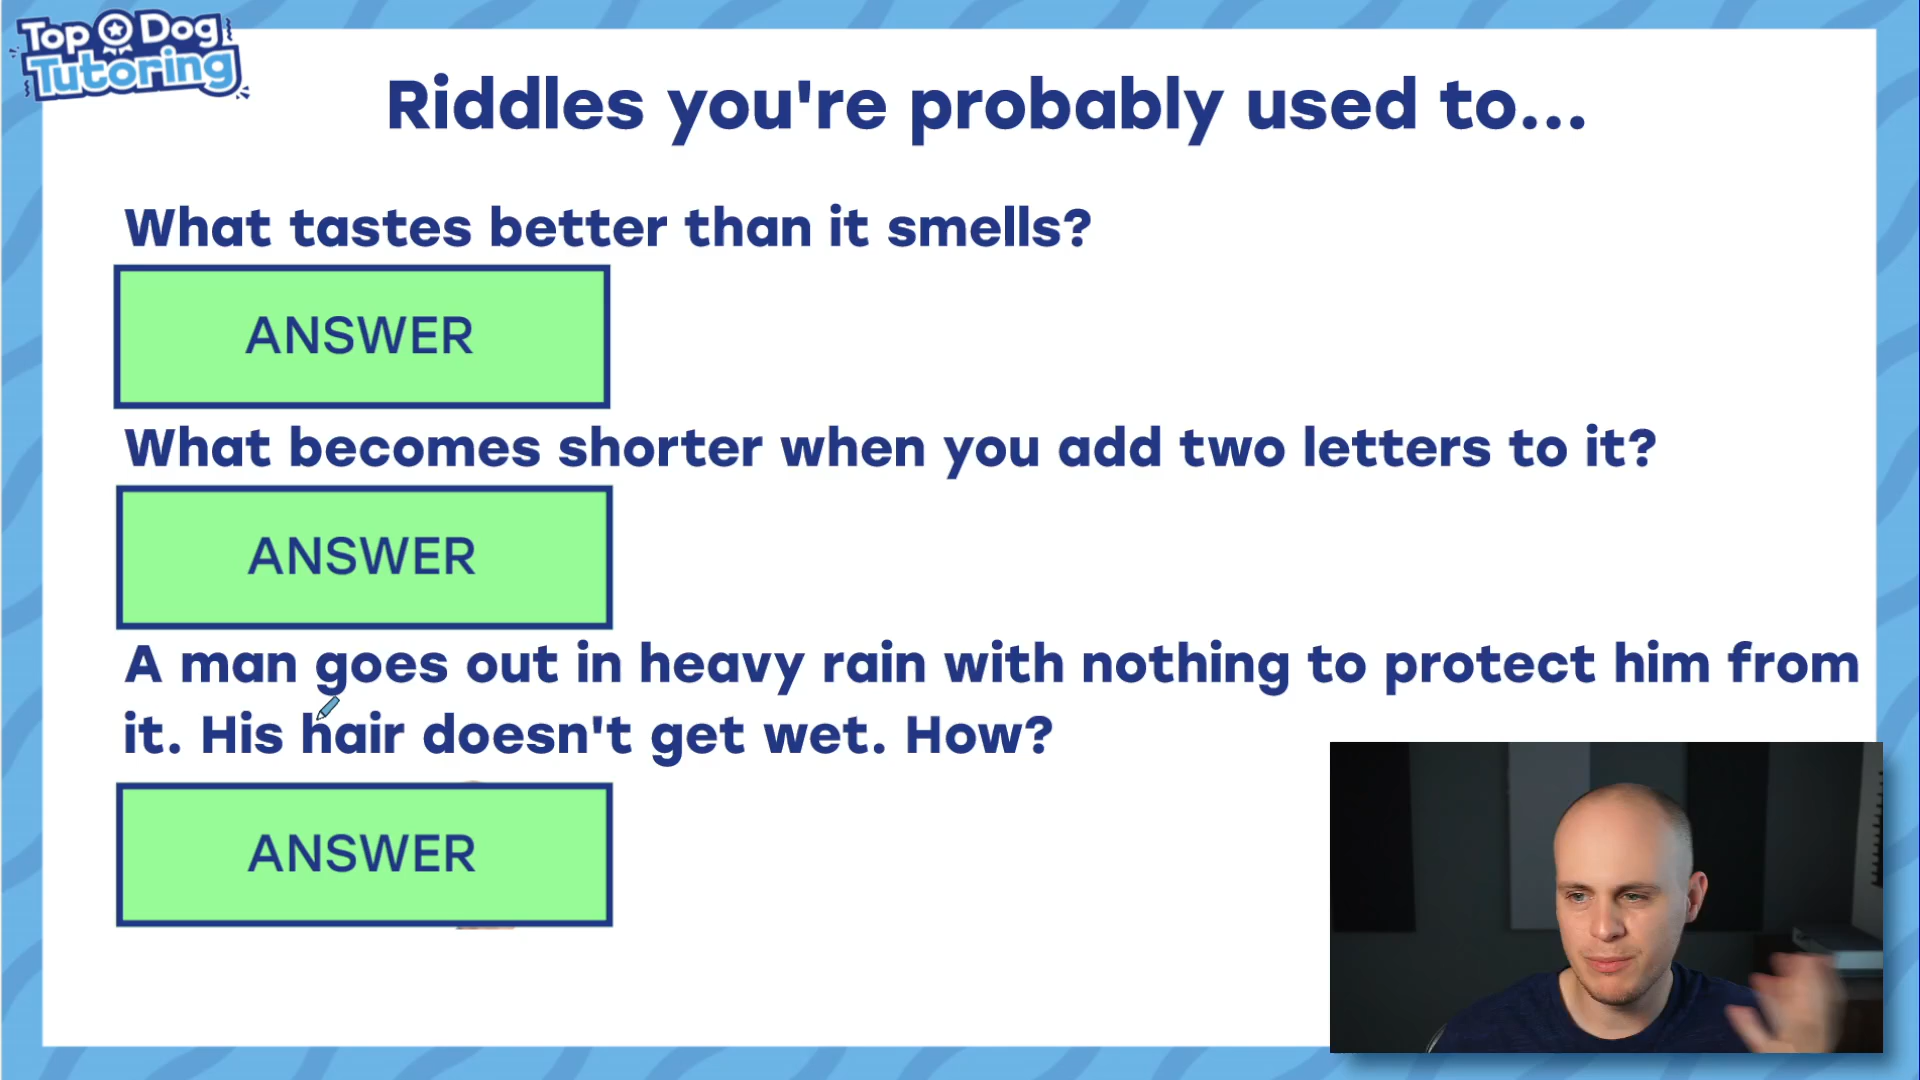 Top Dog
Tutoring
Riddles you're probably used to...
What tastes better than it smells?
ANSWER
What becomes shorter when you add two letters to it?
ANSWER
A man goes out in heavy rain with nothing to protect him from
it. His hair doesn't get wet. How?
ANSWER